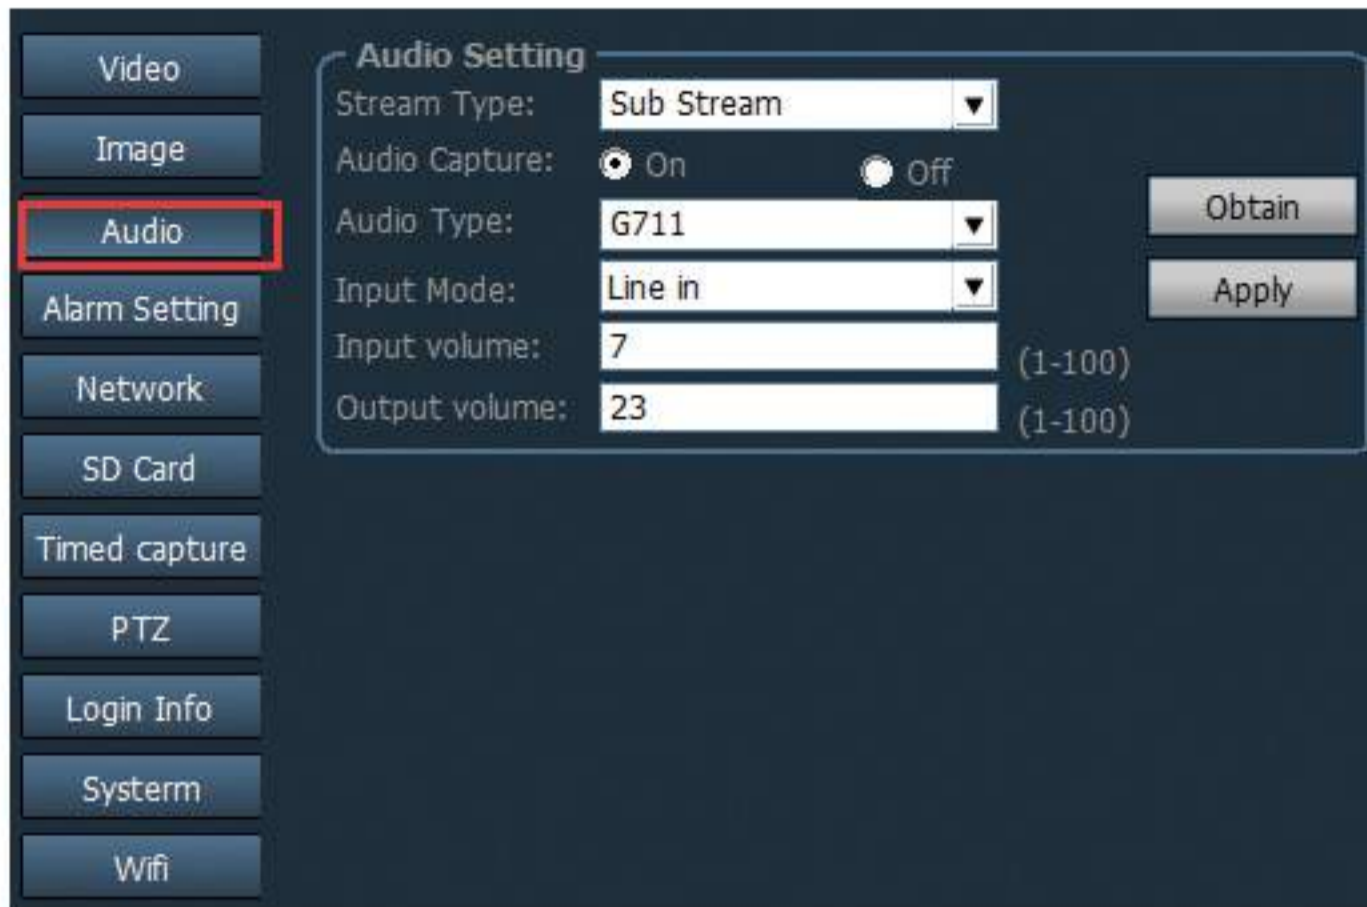 Video
Image
Audio
Alarm Setting
Network
SD Card
Timed capture
PTZ
Login Info
Systerm
Wifi
Audio Setting
Stream Type: Sub Stream
Audio Capture: On Off
Audio Type: G711
Input Mode: Line in
Input volume: 7 (1-100)
Output volume: 23 (1-100)
Obtain
Apply